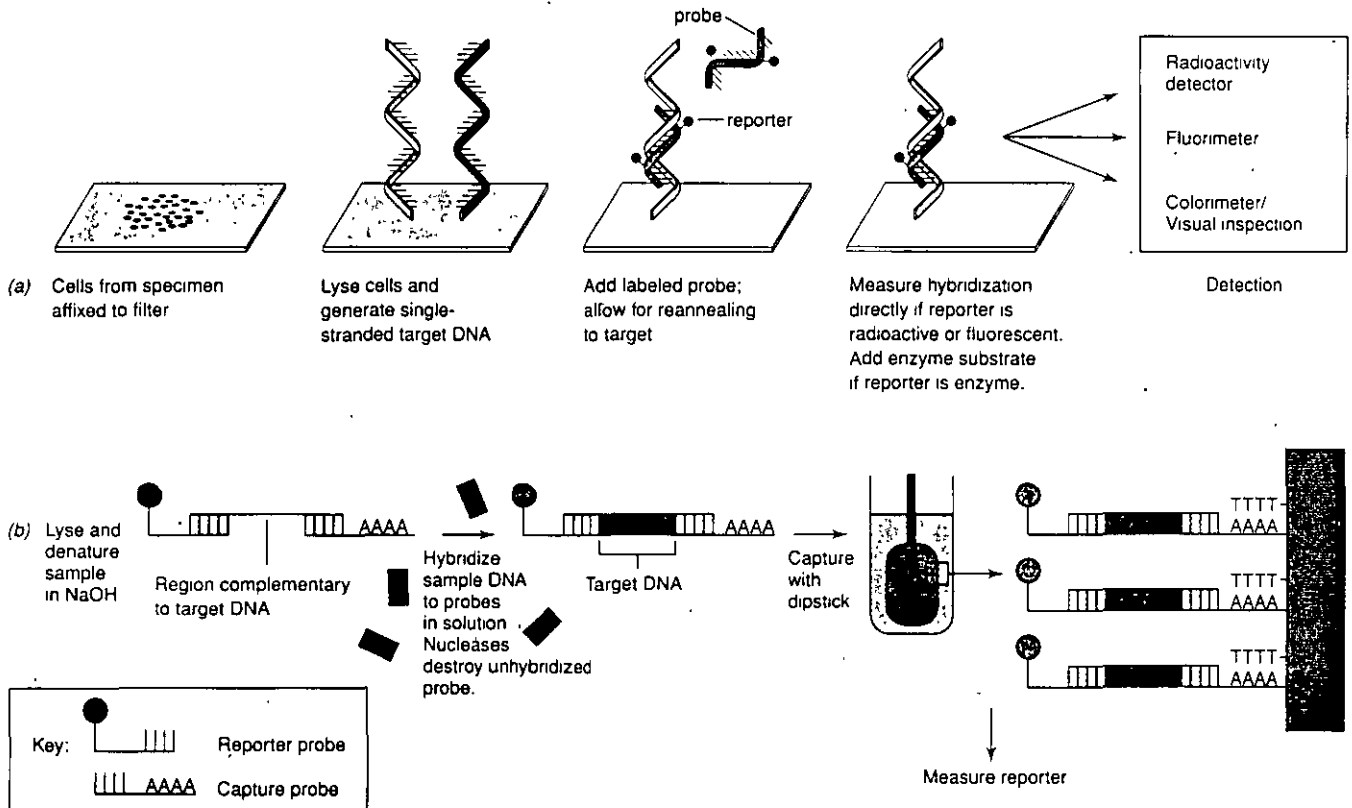 probe
reporter
Radioactivity
detector
Fluorimeter
Colorimeter/
Visual inspection
(a) Cells from specimen
affixed to filter
Lyse cells and
generate single-
stranded target DNA
Add labeled probe;
allow for reannealing
to target
Measure hybridization
directly if reporter is
radioactive or fluorescent.
Add enzyme substrate
if reporter is enzyme.
Detection
(b) Lyse and
denature
sample
in NaOH
AAAA
Region complementary
to target DNA
Hybridize
sample DNA
to probes
in solution
Nucleases
destroy unhybridized
probe.
AAAA
Target DNA
Capture
with
dipstick
TTTT
AAAA
TTTT
AAAA
TTTT
AAAA
Measure reporter
Key:
Reporter probe
AAAA Capture probe